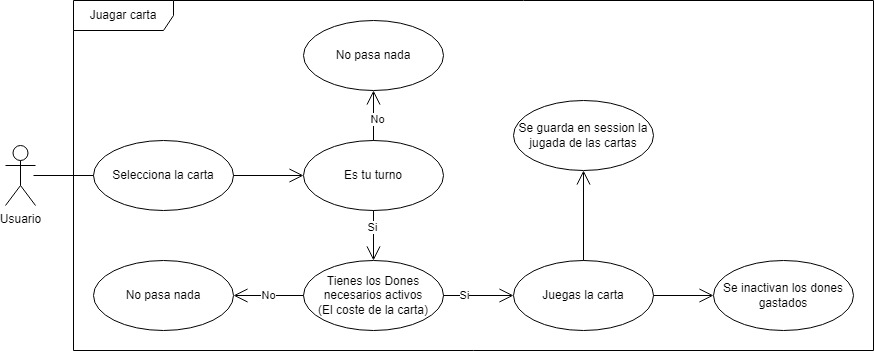 Juagar carta
No pasa nada
No
Se guarda en session la
jugada de las cartas
Selecciona la carta
Es tu turno
Usuario
Si
No pasa nada
No
Tienes los Dones
necesarios activos
(El coste de la carta)
Si
Juegas la carta
Se inactivan los dones
gastados